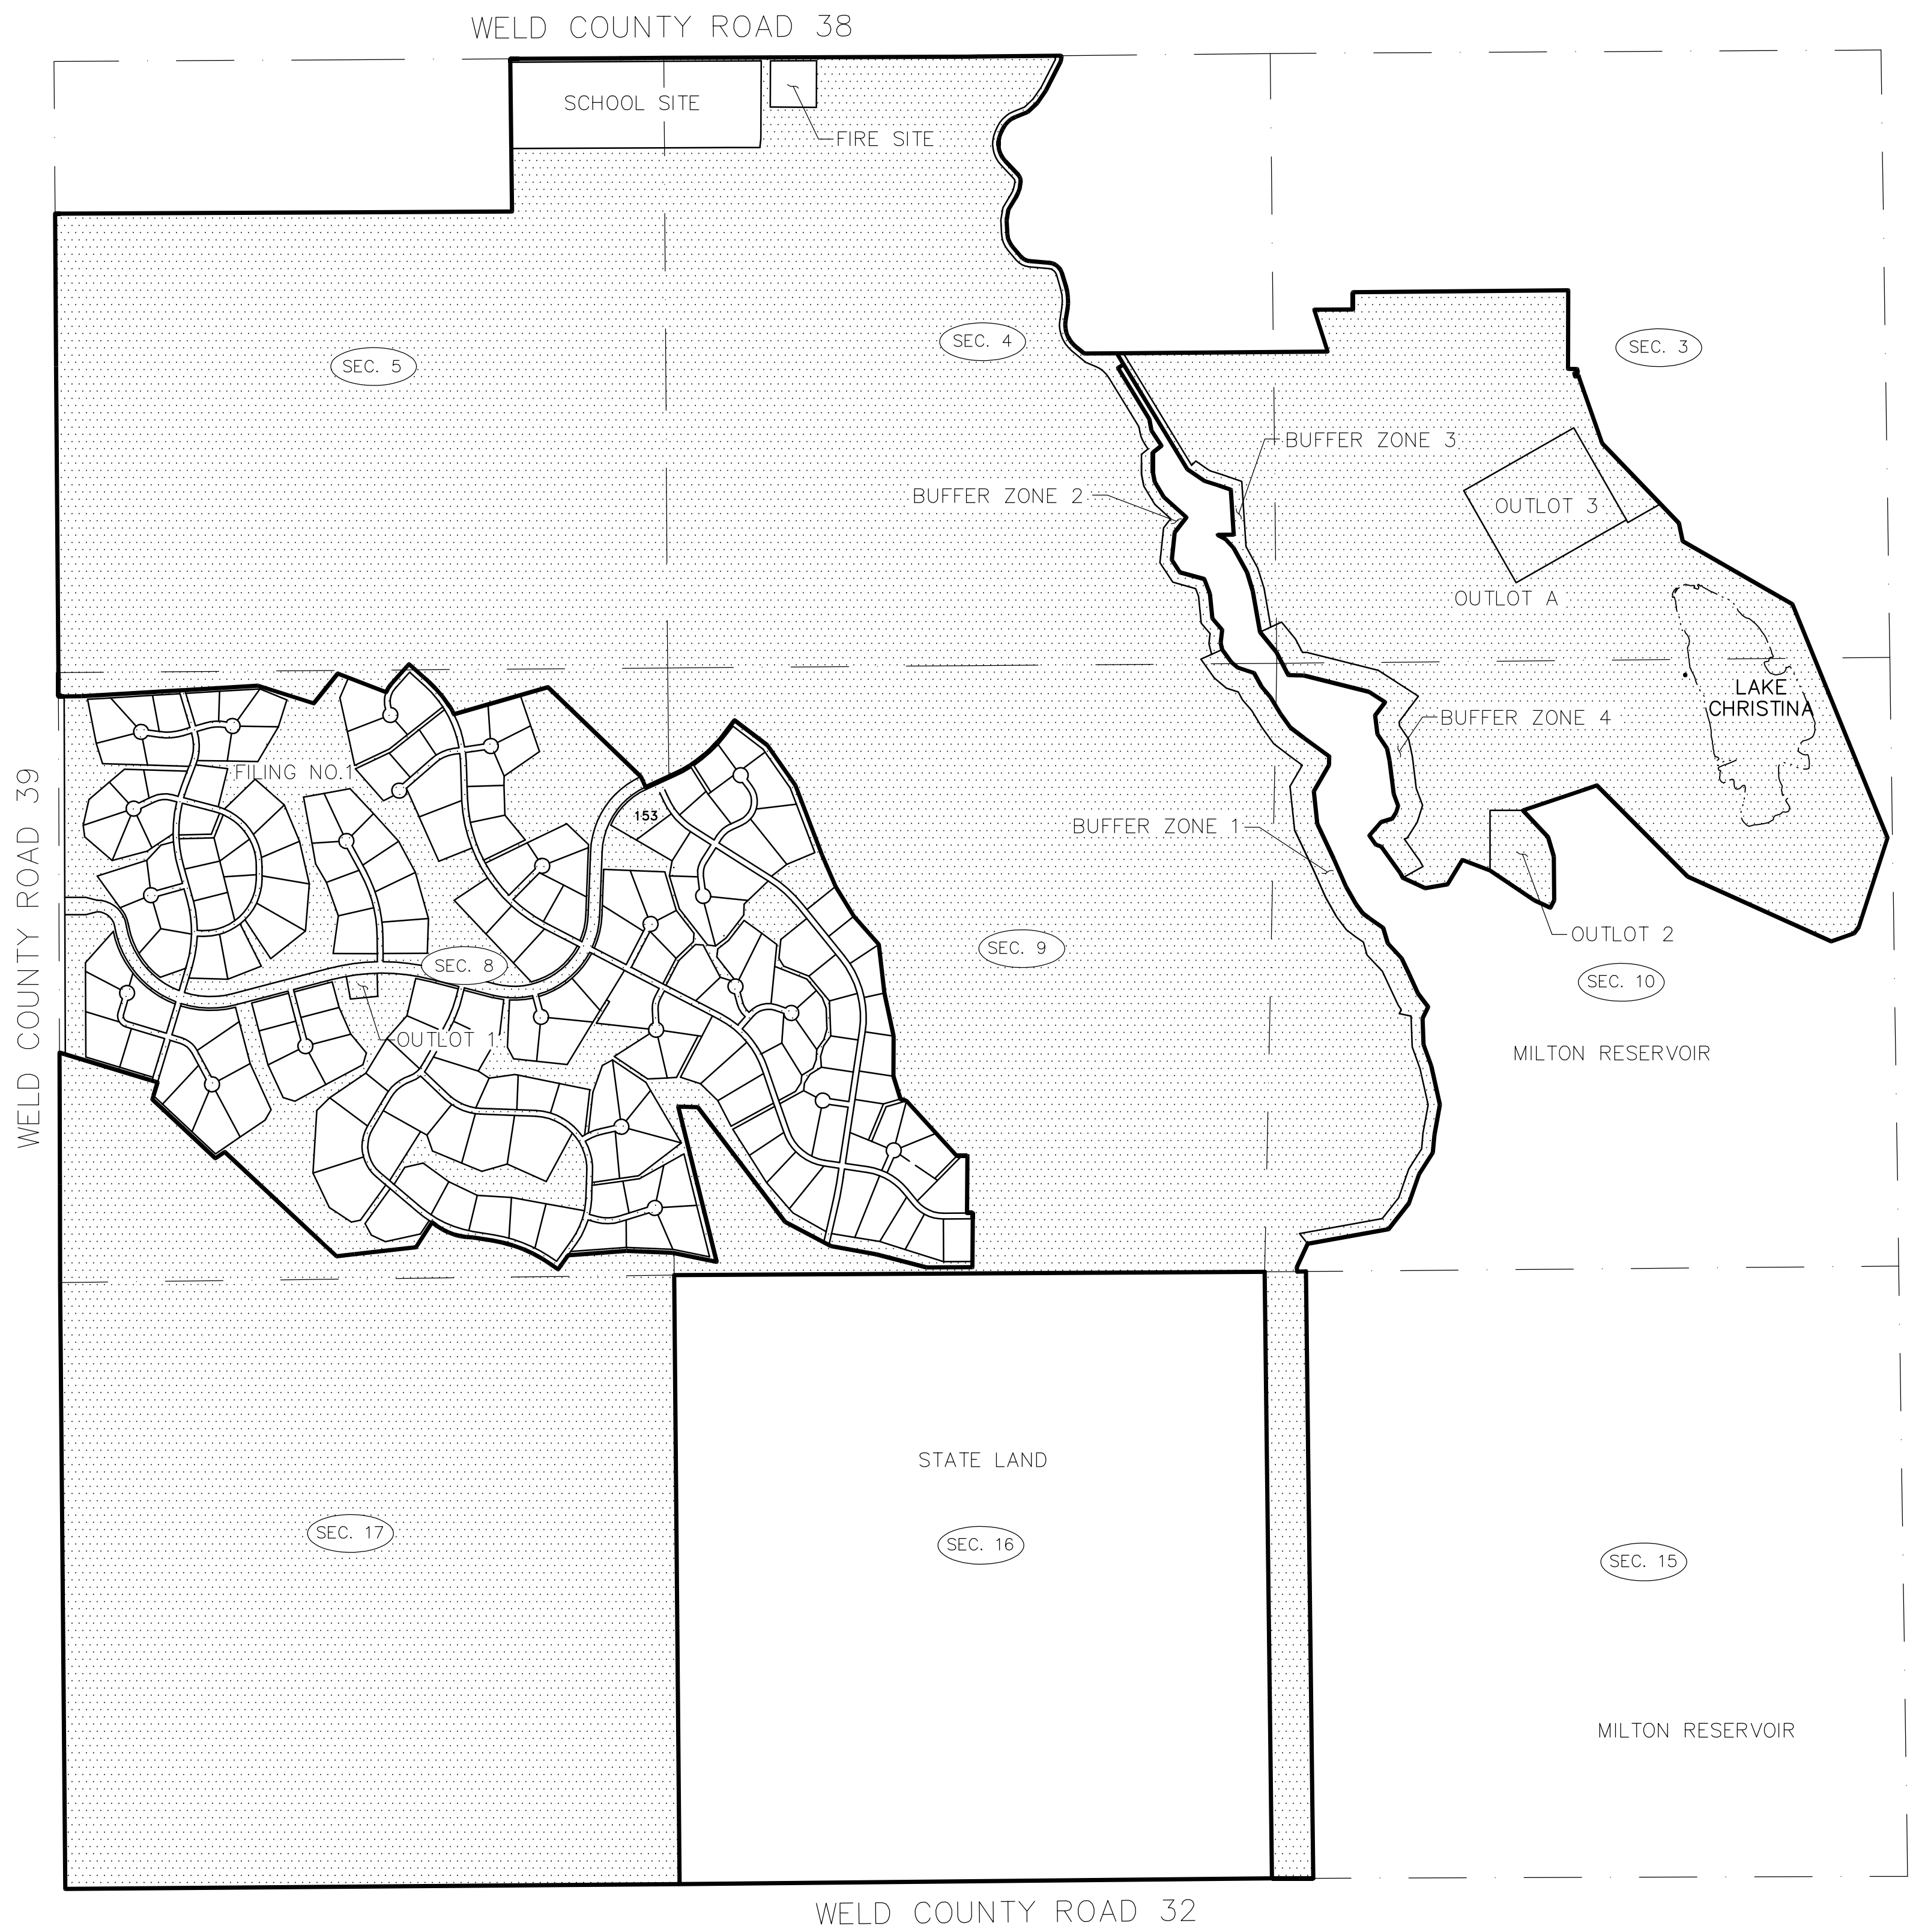 WELD COUNTY ROAD 38
SCHOOL SITE
FIRE SITE
SEC. 5
SEC. 4
SEC. 3
BUFFER ZONE 3
BUFFER ZONE 2
OUTLOT 3
OUTLOT A
LAKE
CHRISTINA
BUFFER ZONE 4
FILING NO.1
153
BUFFER ZONE 1
WELD COUNTY ROAD 39
OUTLOT 2
SEC. 9
SEC. 8
SEC. 10
OUTLOT 1
MILTON RESERVOIR
STATE LAND
SEC. 17
SEC. 16
SEC. 15
MILTON RESERVOIR
WELD COUNTY ROAD 32